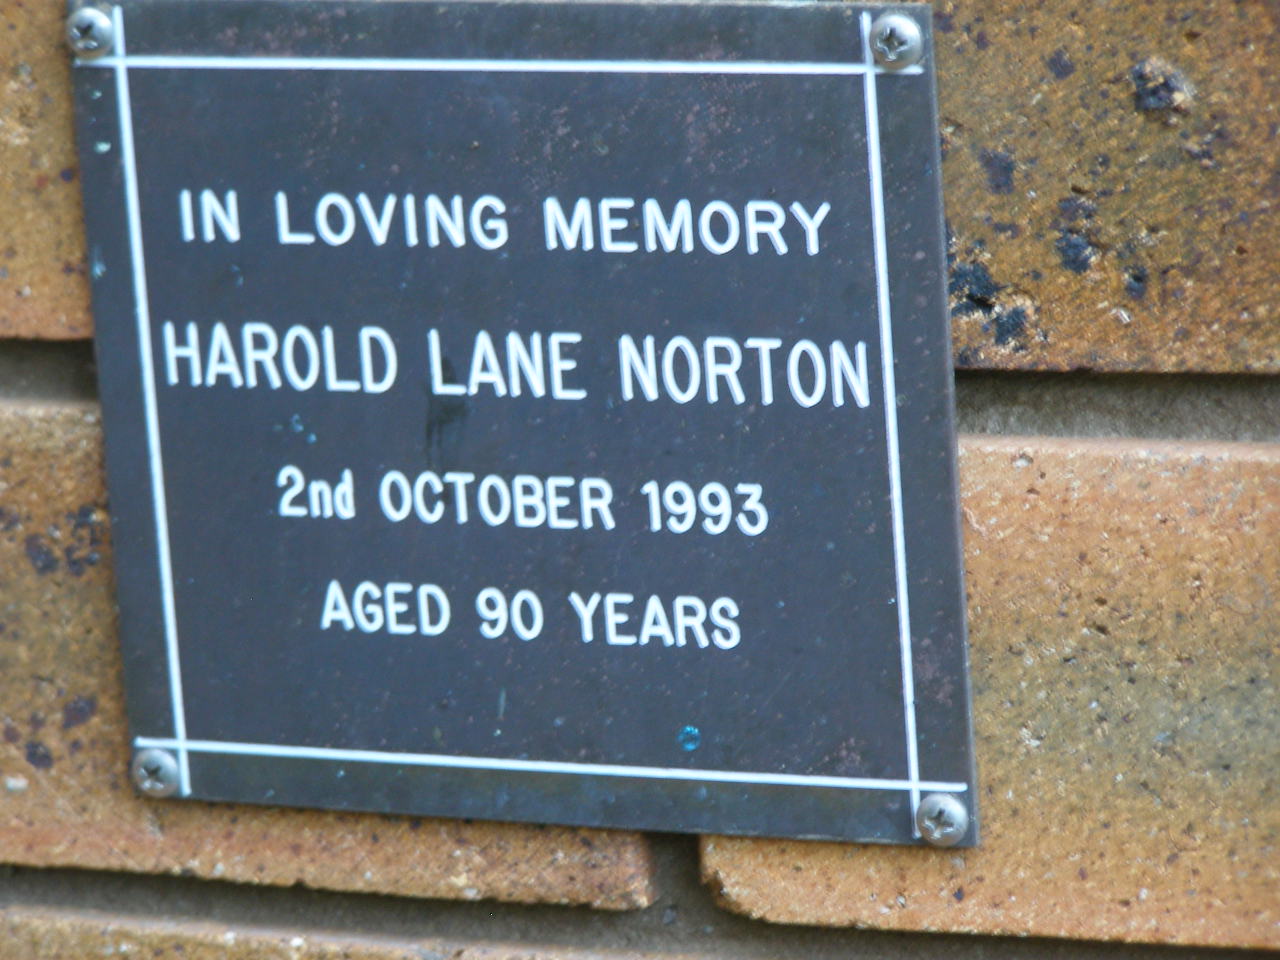 IN LOVING MEMORY
HAROLD LANE NORTON
2nd OCTOBER 1993
AGED 90 YEARS